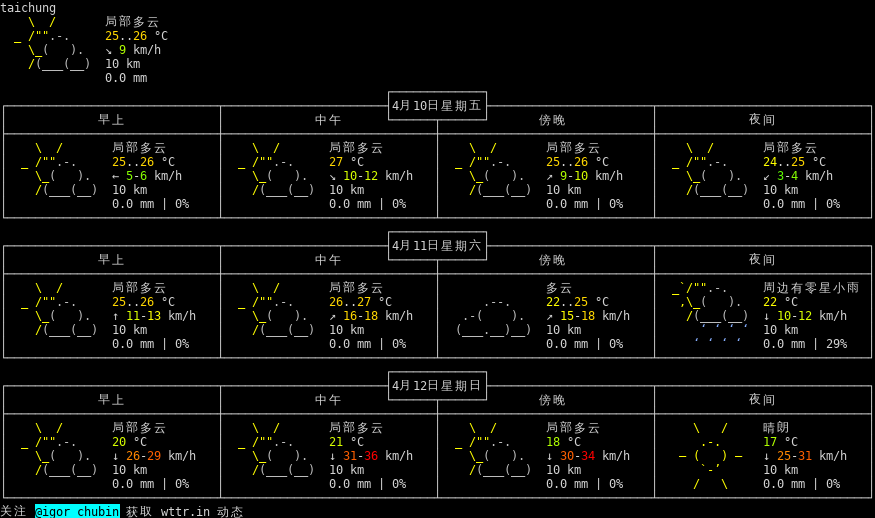 taichung
局部多云
25..26 °C
↘ 9 km/h
10 km
0.0 mm
4月10日星期五
早上 中午 傍晚 夜间
局部多云 局部多云 局部多云 局部多云
25..26 °C 27 °C 25..26 °C 24..25 °C
← 5-6 km/h ↘ 10-12 km/h ↗ 9-10 km/h ↙ 3-4 km/h
10 km 10 km 10 km 10 km
0.0 mm | 0% 0.0 mm | 0% 0.0 mm | 0% 0.0 mm | 0%
4月11日星期六
早上 中午 傍晚 夜间
局部多云 局部多云 多云 周边有零星小雨
25..26 °C 26..27 °C 22..25 °C 22 °C
↑ 11-13 km/h ↗ 16-18 km/h ↗ 15-18 km/h ↓ 10-12 km/h
10 km 10 km 10 km 10 km
0.0 mm | 0% 0.0 mm | 0% 0.0 mm | 0% 0.0 mm | 29%
4月12日星期日
早上 中午 傍晚 夜间
局部多云 局部多云 局部多云 晴朗
20 °C 21 °C 18 °C 17 °C
↓ 26-29 km/h ↓ 31-36 km/h ↓ 30-34 km/h ↓ 25-31 km/h
10 km 10 km 10 km 10 km
0.0 mm | 0% 0.0 mm | 0% 0.0 mm | 0% 0.0 mm | 0%
关注 @igor_chubin 获取 wttr.in 动态